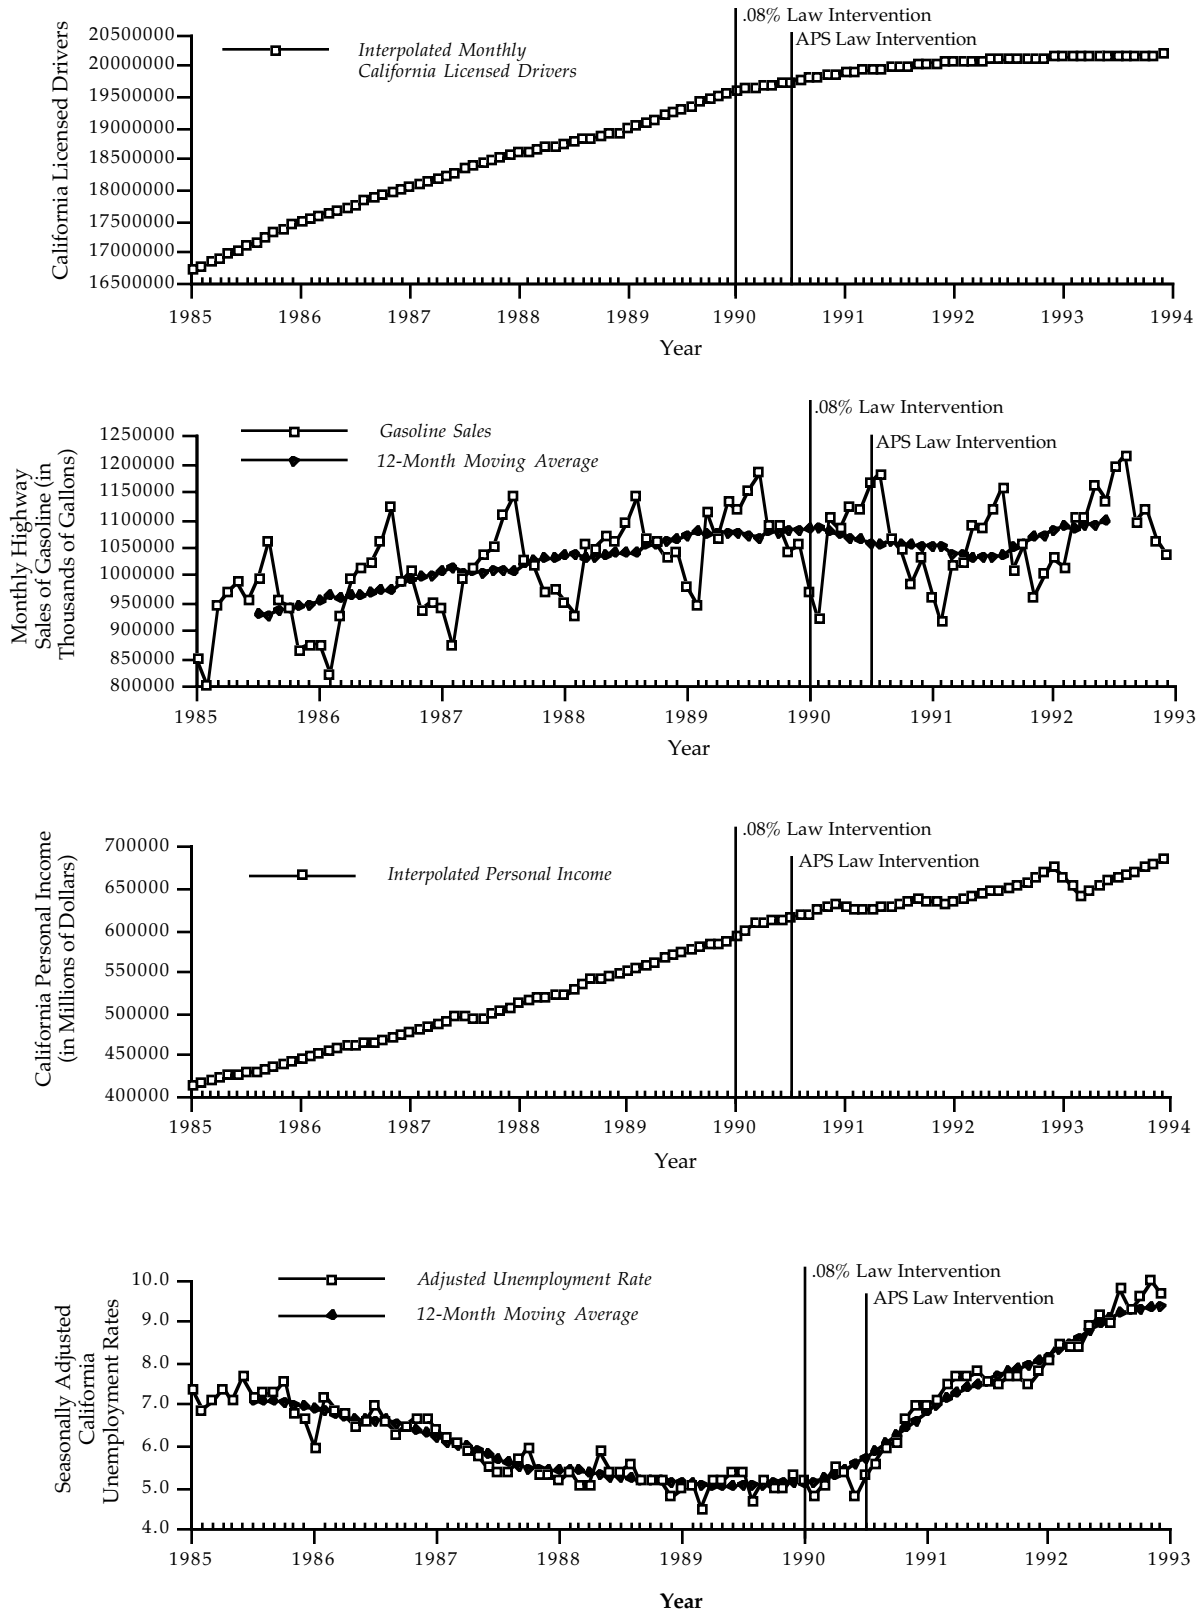 .08% Law Intervention
APS Law Intervention
Interpolated Monthly
California Licensed Drivers
California Licensed Drivers
20500000
20000000
19500000
19000000
18500000
18000000
17500000
17000000
16500000
1985 1986 1987 1988 1989 1990 1991 1992 1993 1994
Year
.08% Law Intervention
APS Law Intervention
Gasoline Sales
12-Month Moving Average
Monthly Highway
Sales of Gasoline (in
Thousands of Gallons)
1250000
1200000
1150000
1100000
1050000
1000000
950000
900000
850000
800000
1985 1986 1987 1988 1989 1990 1991 1992 1993
Year
.08% Law Intervention
APS Law Intervention
Interpolated Personal Income
California Personal Income
(in Millions of Dollars)
700000
650000
600000
550000
500000
450000
400000
1985 1986 1987 1988 1989 1990 1991 1992 1993 1994
Year
.08% Law Intervention
APS Law Intervention
Adjusted Unemployment Rate
12-Month Moving Average
Seasonally Adjusted
California
Unemployment Rates
10.0
9.0
8.0
7.0
6.0
5.0
4.0
1985 1986 1987 1988 1989 1990 1991 1992 1993
Year